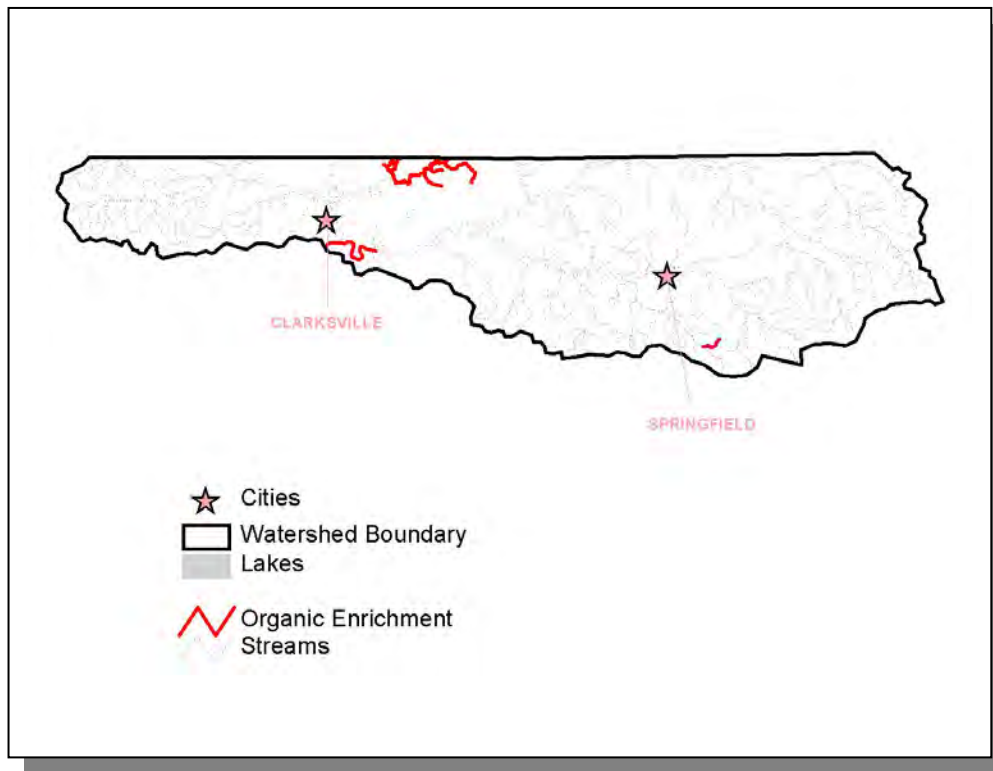 CLARKSVILLE
SPRINGFIELD
Cities
Watershed Boundary
Lakes
Organic Enrichment
Streams